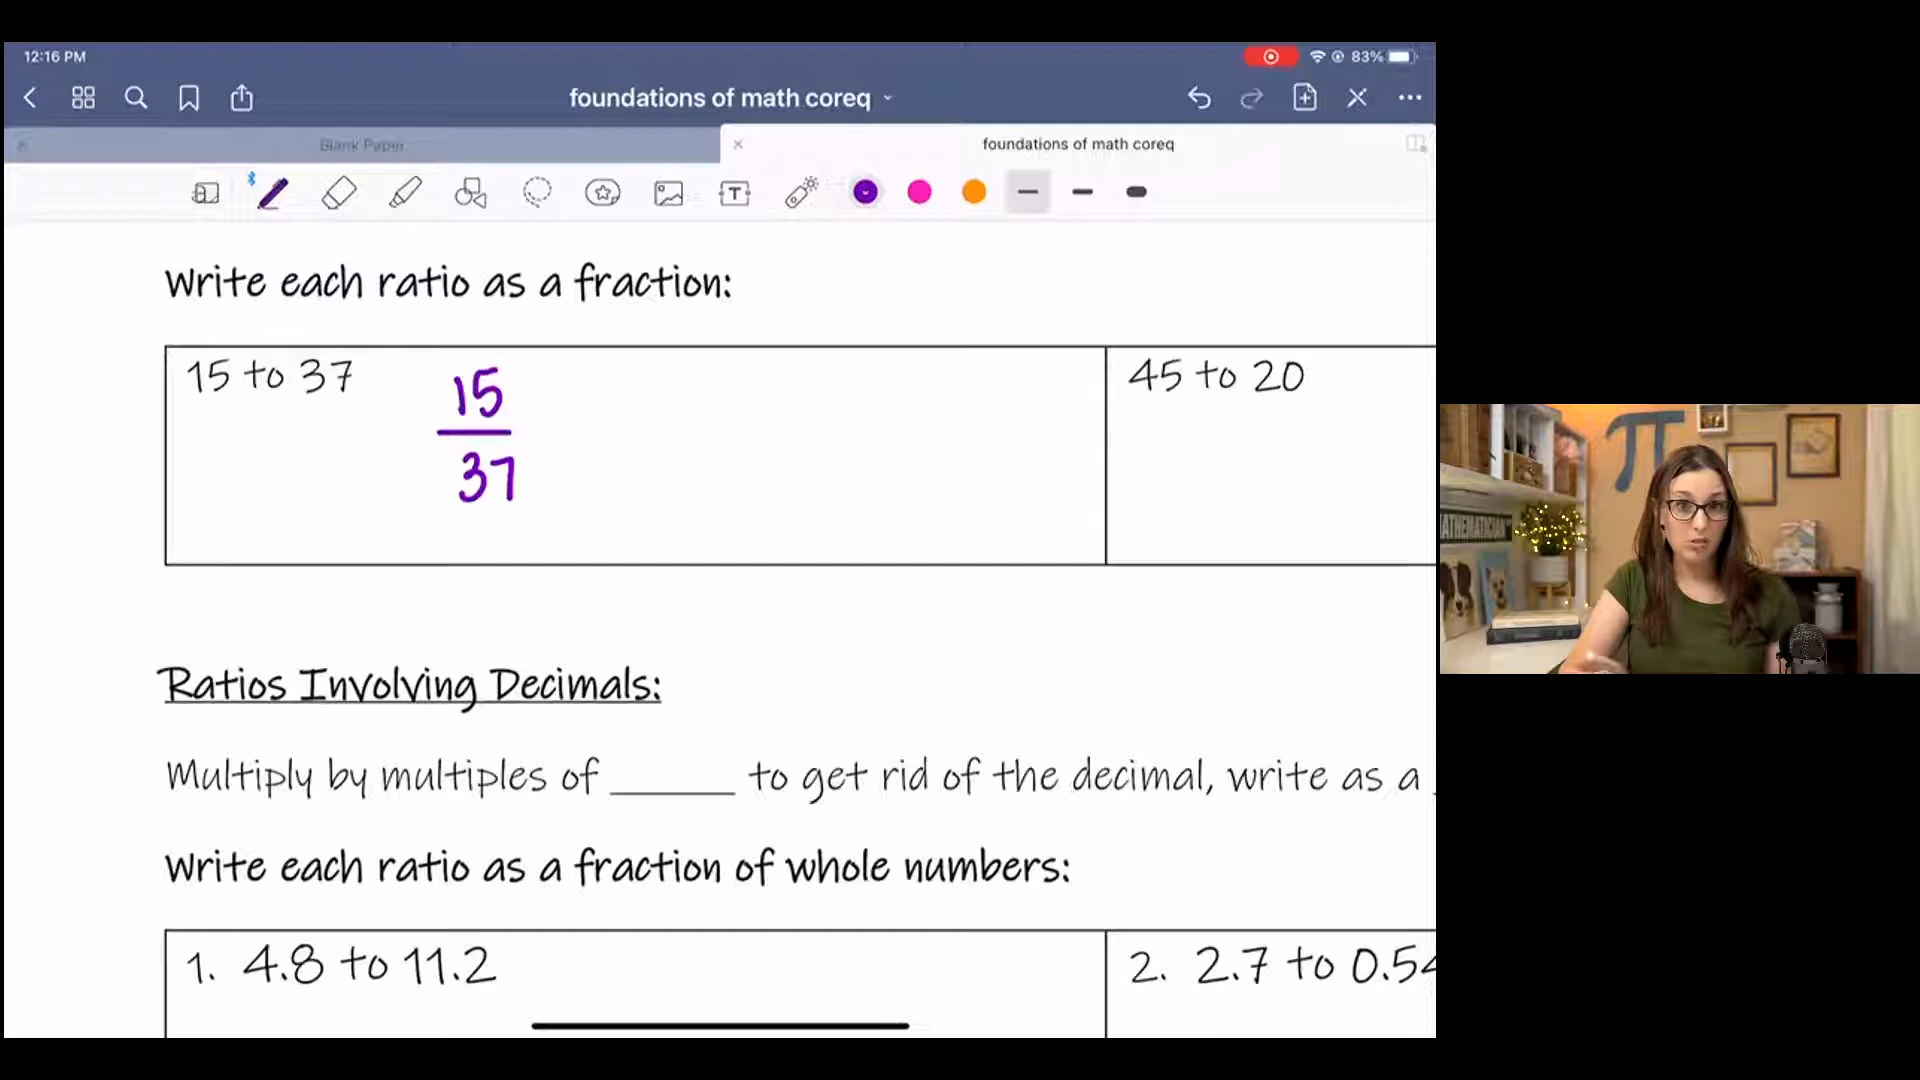 12:16 PM
83%
foundations of math coreq
Blank Paper
foundations of math coreq
T
Write each ratio as a fraction:
15 to 37
15
37
45 to 20
π
Ratios Involving Decimals:
Multiply by multiples of ______ to get rid of the decimal, write as a
Write each ratio as a fraction of whole numbers:
1. 4.8 to 11.2
2. 2.7 to 0.54
ATHEMATICIAN